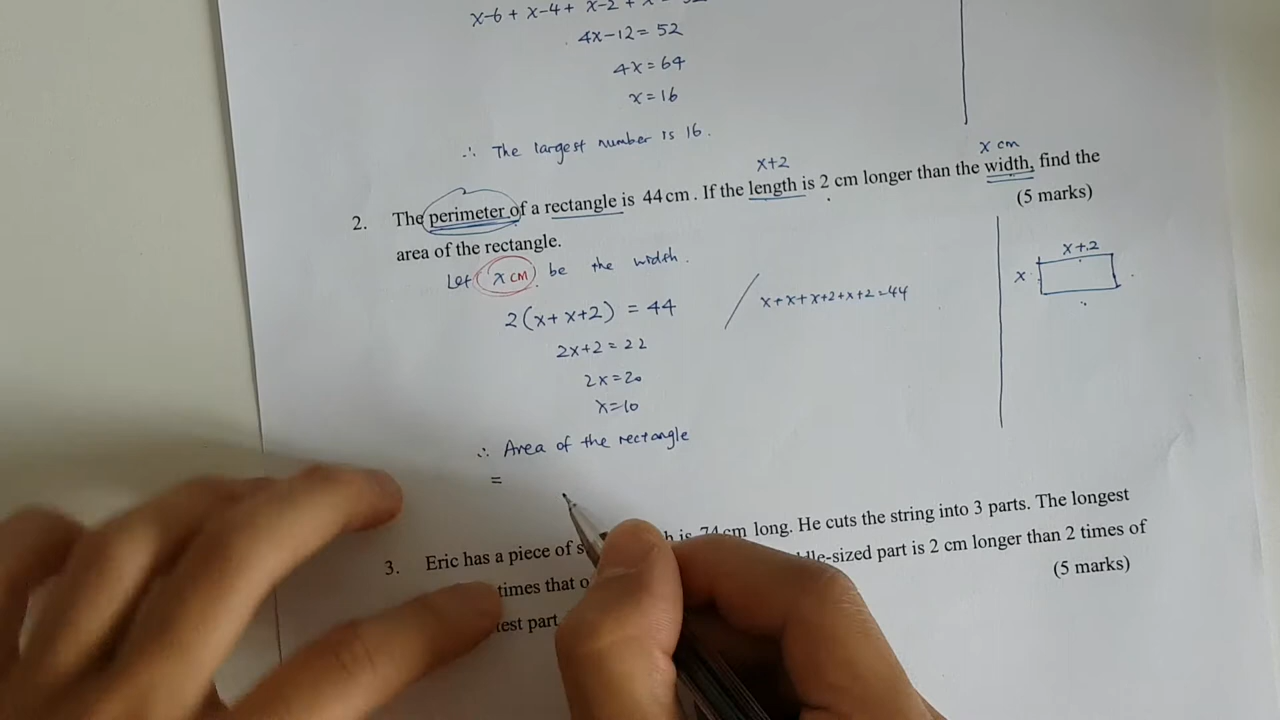 x-6 + x-4 + x-2 + x = 52
4x-12 = 52
4x = 64
x = 16
∴ The largest number is 16.
x+2
x cm
2. The perimeter of a rectangle is 44 cm. If the length is 2 cm longer than the width, find the
area of the rectangle. (5 marks)
Let x cm be the width.
2(x+x+2) = 44 / x+x+x+2+x+2=44
2x+2 = 22
2x = 20
x=10
x+2
x
∴ Area of the rectangle
=
3. Eric has a piece of is 74cm long. He cuts the string into 3 parts. The longest
times that -sized part is 2 cm longer than 2 times of
part (5 marks)